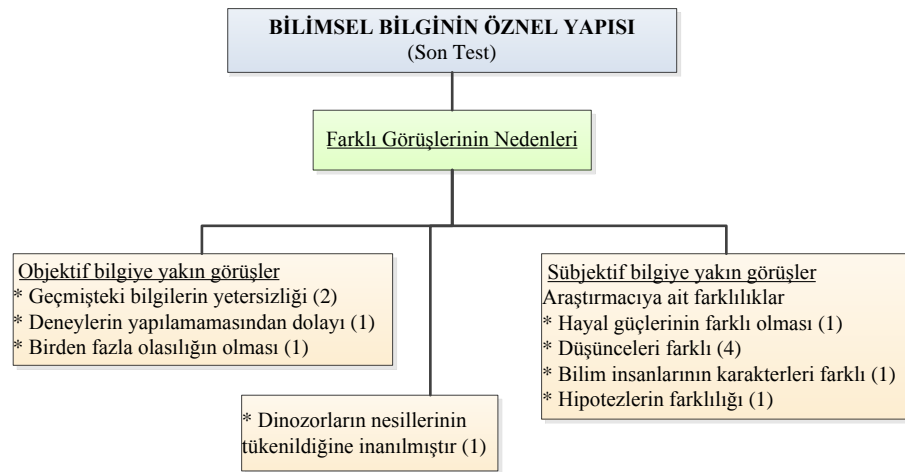 BİLİMSEL BİLGİNİN ÖZNEL YAPISI
(Son Test)
Farklı Görüşlerinin Nedenleri
Objektif bilgiye yakın görüşler
* Geçmişteki bilgilerin yetersizliği (2)
* Deneylerin yapılamamasından dolayı (1)
* Birden fazla olasılığın olması (1)
* Dinozorların nesillerinin
tükenildiğine inanılmıştır (1)
Sübjektif bilgiye yakın görüşler
Araştırmacıya ait farklılıklar
* Hayal güçlerinin farklı olması (1)
* Düşünceleri farklı (4)
* Bilim insanlarının karakterleri farklı (1)
* Hipotezlerin farklılığı (1)